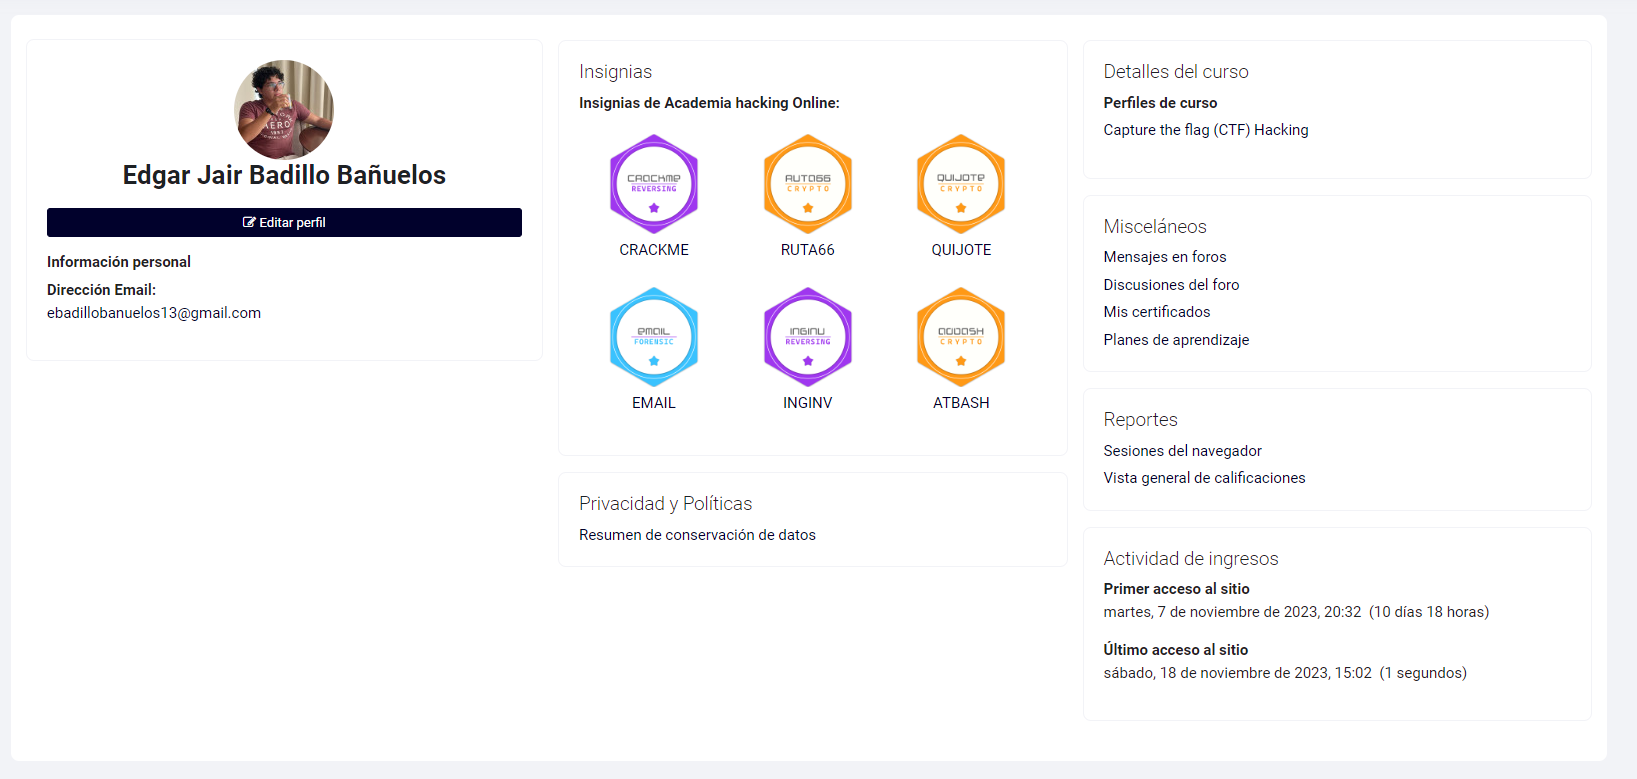 Edgar Jair Badillo Bañuelos
Editar perfil
Información personal
Dirección Email:
ebadillobanuelos13@gmail.com
Insignias
Insignias de Academia hacking Online:
CRACKME
REVERSING
CRACKME
RUTA66
CRYPTO
RUTA66
QUIJOTE
CRYPTO
QUIJOTE
EMAIL
FORENSIC
EMAIL
INGINV
REVERSING
INGINV
CRYPTO
ATBASH
Privacidad y Políticas
Resumen de conservación de datos
Detalles del curso
Perfiles de curso
Capture the flag (CTF) Hacking
Misceláneos
Mensajes en foros
Discusiones del foro
Mis certificados
Planes de aprendizaje
Reportes
Sesiones del navegador
Vista general de calificaciones
Actividad de ingresos
Primer acceso al sitio
martes, 7 de noviembre de 2023, 20:32  (10 días 18 horas)
Último acceso al sitio
sábado, 18 de noviembre de 2023, 15:02  (1 segundos)